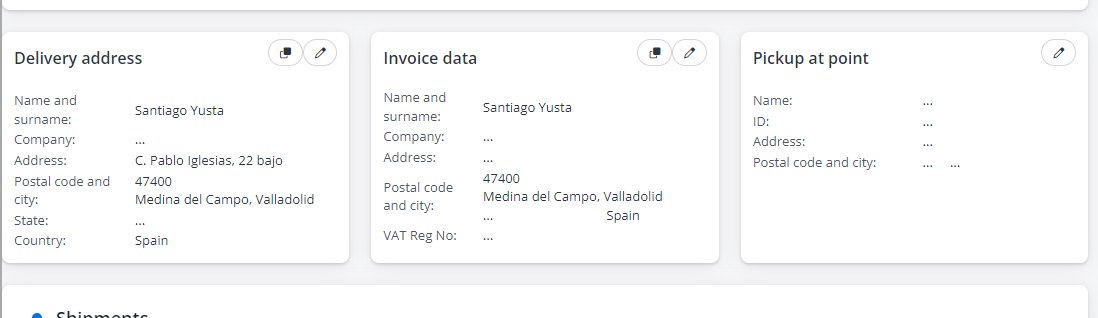 Delivery address
Name and surname: Santiago Yusta
Company: ...
Address: C. Pablo Iglesias, 22 bajo
Postal code and city: 47400
Medina del Campo, Valladolid
State: ...
Country: Spain
Invoice data
Name and surname: Santiago Yusta
Company: ...
Address: ...
Postal code and city: 47400
Medina del Campo, Valladolid
... Spain
VAT Reg No: ...
Pickup at point
Name: ...
ID: ...
Address: ...
Postal code and city: ... ...
Shipments